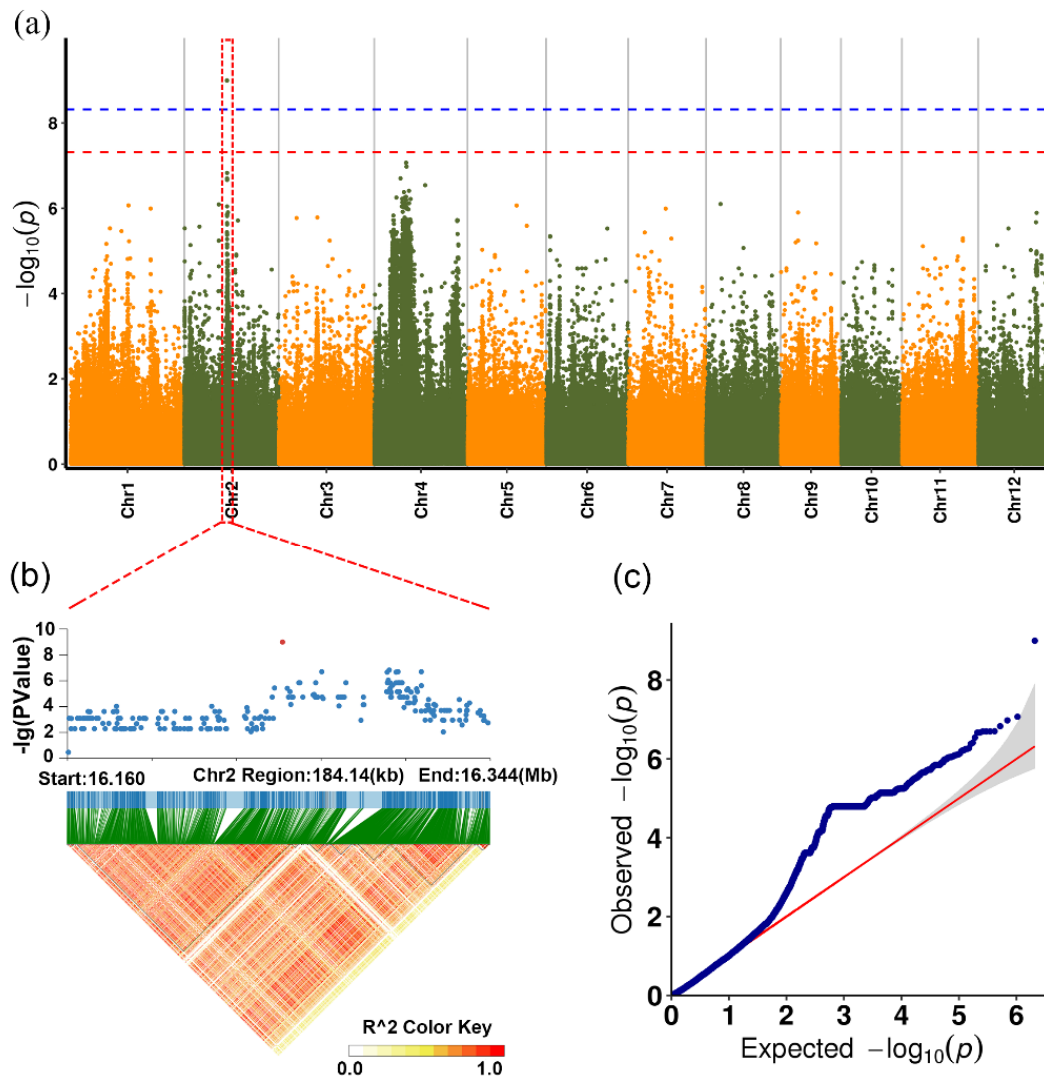 (a)
−log10(p)
8
6
4
2
0
Chr1 Chr2 Chr3 Chr4 Chr5 Chr6 Chr7 Chr8 Chr9 Chr10 Chr11 Chr12
(b)
-lg(PValue)
10
8
6
4
2
0
Start:16.160 Chr2 Region:184.14(kb) End:16.344(Mb)
R^2 Color Key
0.0 1.0
(c)
Observed −log10(p)
8
6
4
2
0
0 1 2 3 4 5 6
Expected −log10(p)